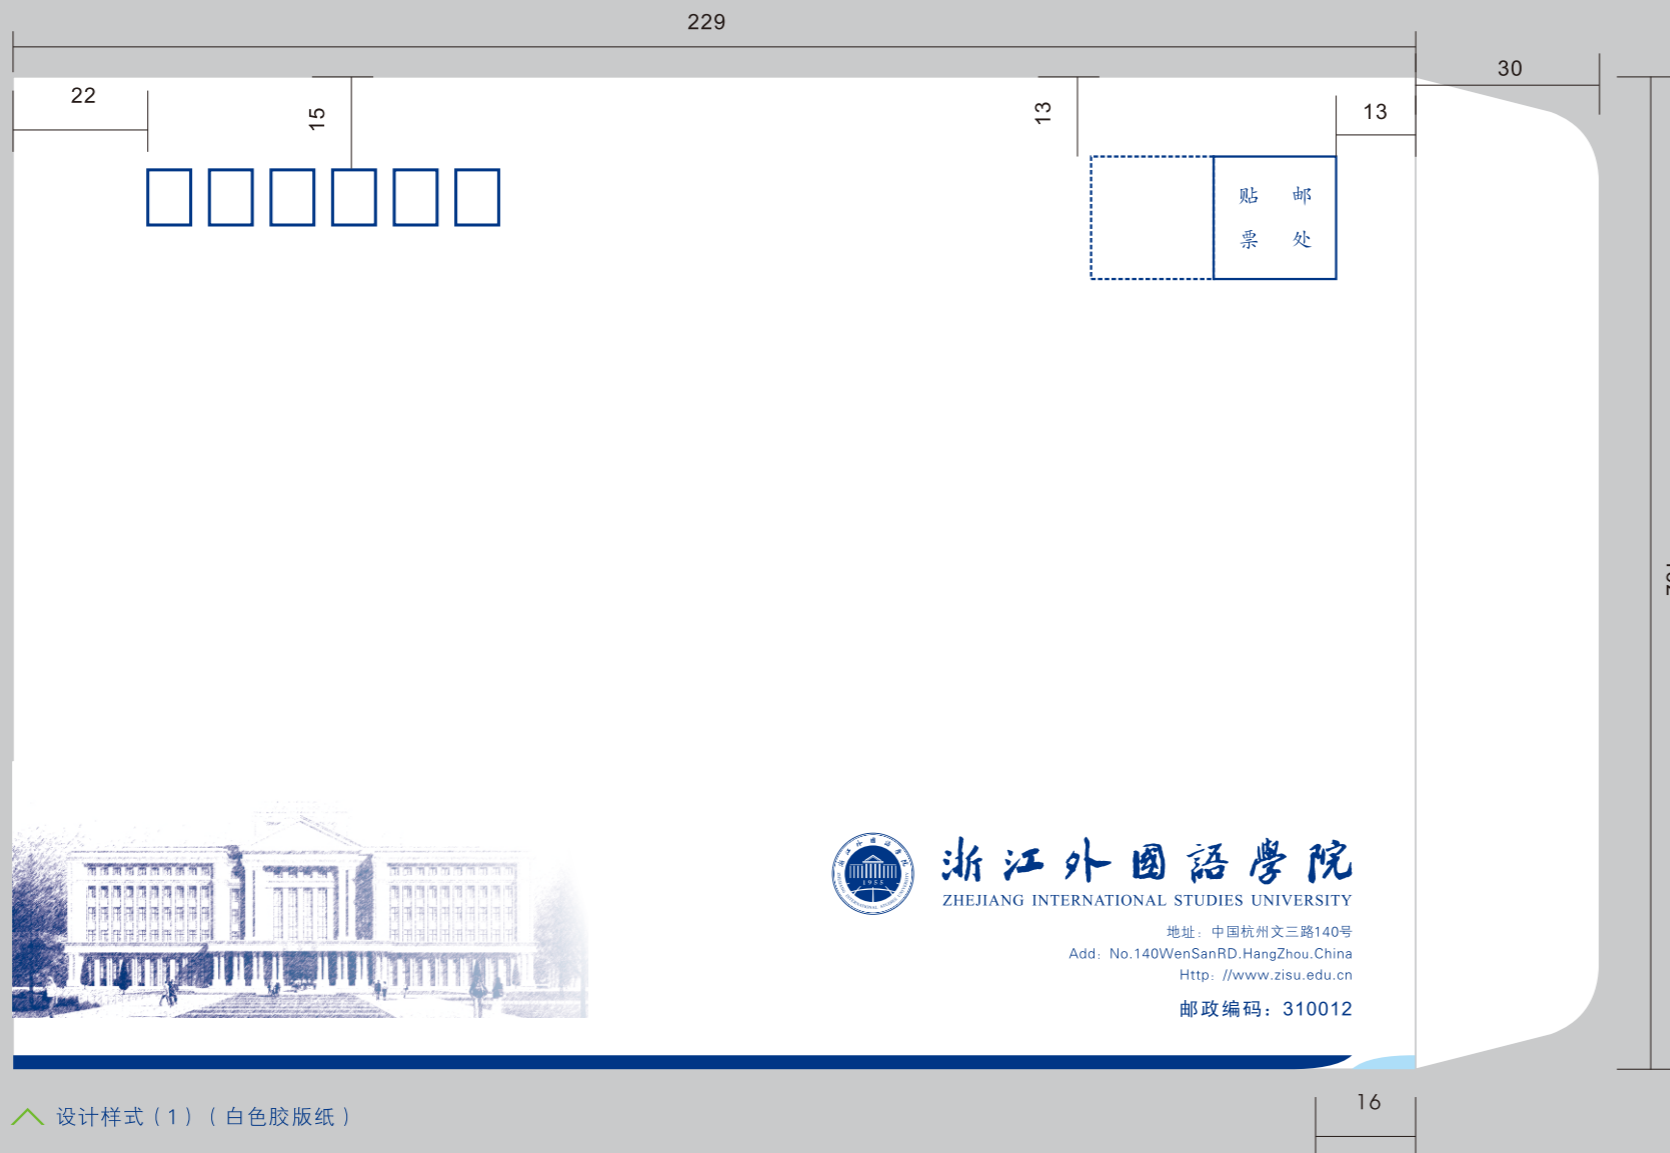 229
30
22
15
13
13
贴 邮
票 处
1955
浙江外國語學院
ZHEJIANG INTERNATIONAL STUDIES UNIVERSITY
地址：中国杭州文三路140号
Add：No.140WenSanRD.HangZhou.China
Http：//www.zisu.edu.cn
邮政编码：310012
设计样式（1）（白色胶版纸）
16